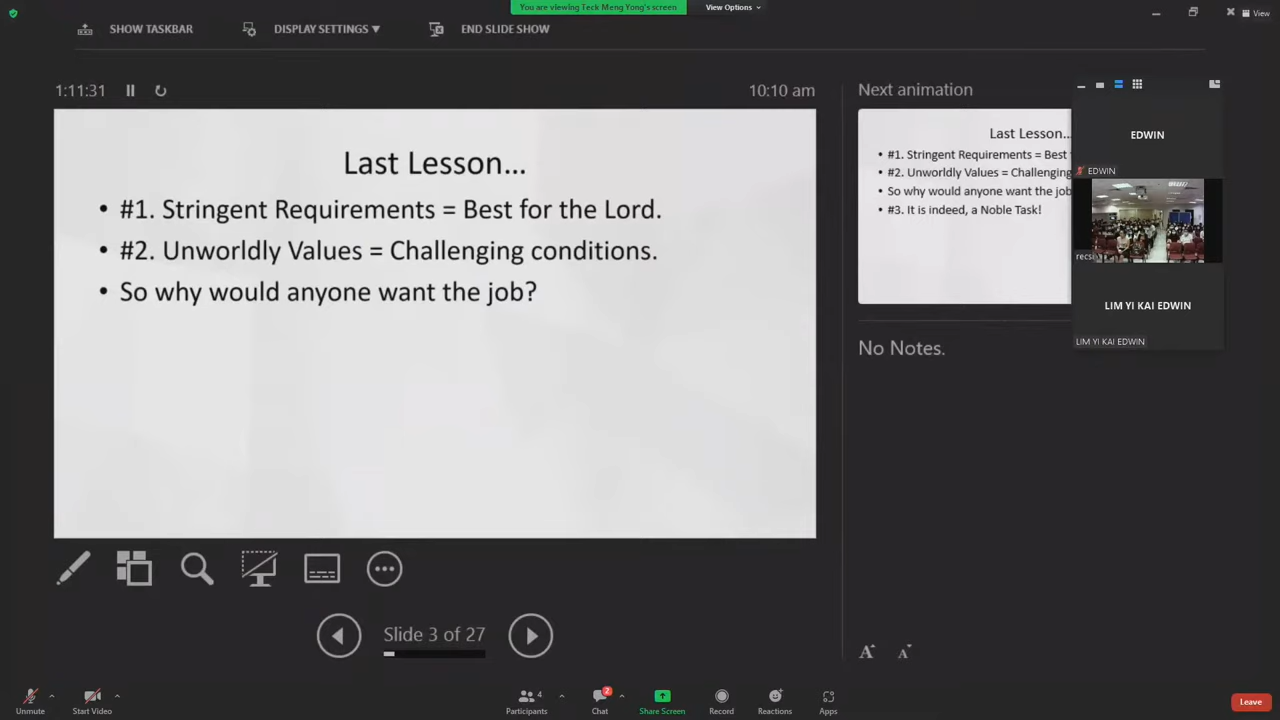 You are viewing Teck Meng Yong's screen
View Options
View
SHOW TASKBAR
DISPLAY SETTINGS
END SLIDE SHOW
1:11:31
10:10 am
Last Lesson...
• #1. Stringent Requirements = Best for the Lord.
• #2. Unworldly Values = Challenging conditions.
• So why would anyone want the job?
Next animation
Last Lesson...
• #1. Stringent Requirements = Best
• #2. Unworldly Values = Challenging
• So why would anyone want the job
• #3. It is indeed, a Noble Task!
No Notes.
EDWIN
EDWIN
LIM YI KAI EDWIN
LIM YI KAI EDWIN
Slide 3 of 27
A A
Unmute
Start Video
4
Participants
2
Chat
Share Screen
Record
Reactions
Apps
Leave